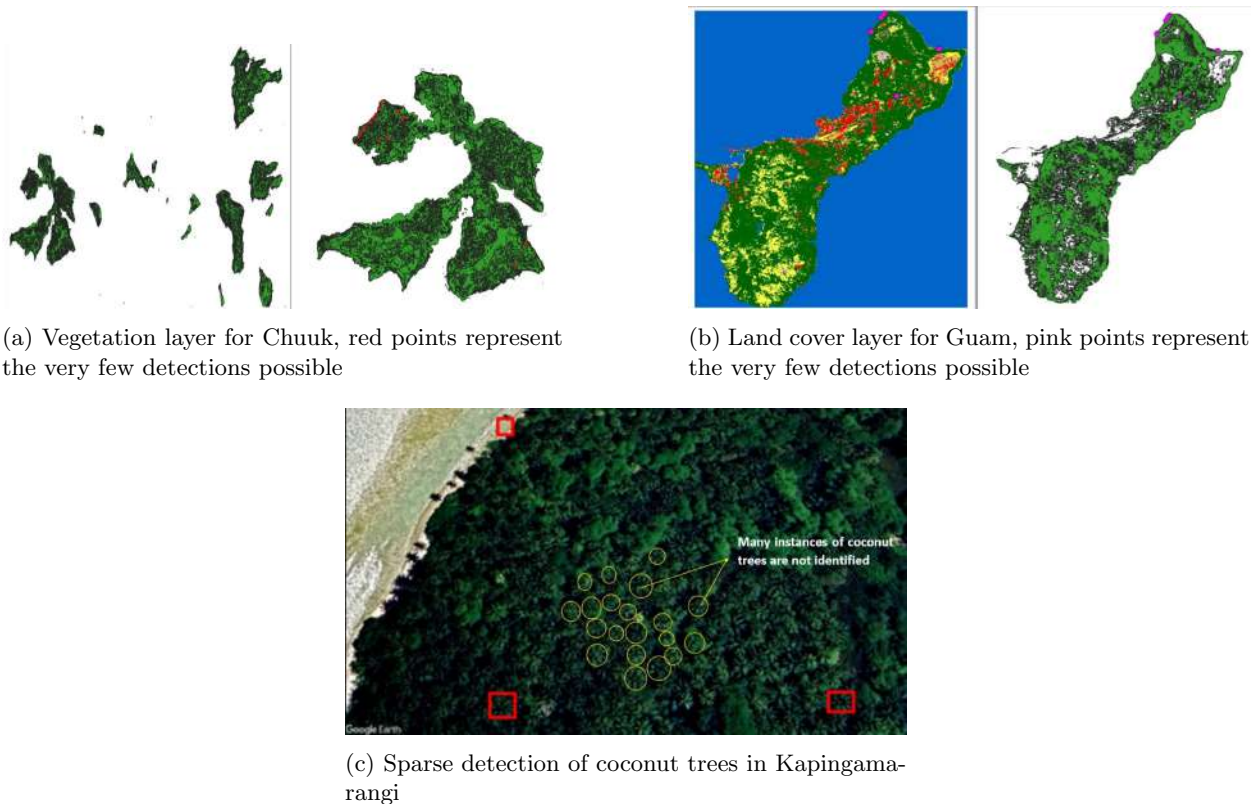 (a) Vegetation layer for Chuuk, red points represent
the very few detections possible
(b) Land cover layer for Guam, pink points represent
the very few detections possible
Many instances of coconut
trees are not identified
Google Earth
(c) Sparse detection of coconut trees in Kapingama-
rangi